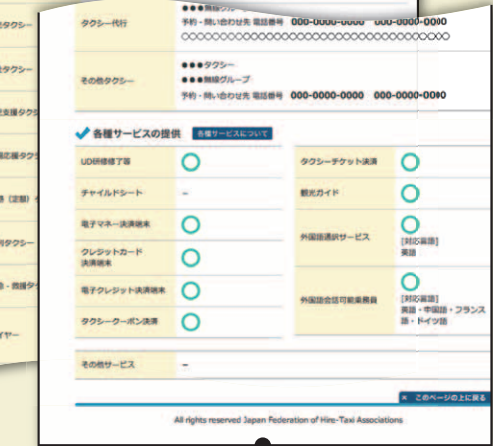 タクシー代行
予約・問い合わせ先 電話番号 000-0000-0000 000-0000-0000
その他タクシー
●●●タクシー
●●●無線グループ
予約・問い合わせ先 電話番号 000-0000-0000 000-0000-0000
各種サービスの提供 各種サービスについて
UD研修修了等 ○
タクシーチケット決済 ○
チャイルドシート -
観光ガイド ○
電子マネー決済端末 ○
外国語通訳サービス ○
[対応言語]
英語
クレジットカード
決済端末 ○
電子クレジット決済端末 ○
外国語会話可能乗務員 ○
[対応言語]
英語・中国語・フランス
語・ドイツ語
タクシークーポン決済 ○
その他サービス -
このページの上に戻る
All rights reserved Japan Federation of Hire-Taxi Associations